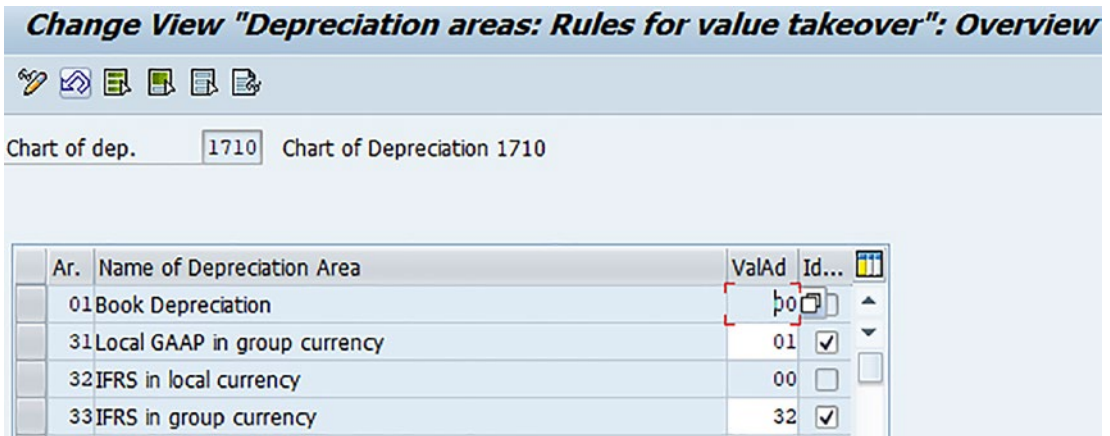 Change View "Depreciation areas: Rules for value takeover": Overview
Chart of dep. 1710 Chart of Depreciation 1710
Ar. Name of Depreciation Area ValAd Id...
01 Book Depreciation 00
31 Local GAAP in group currency 01
32 IFRS in local currency 00
33 IFRS in group currency 32